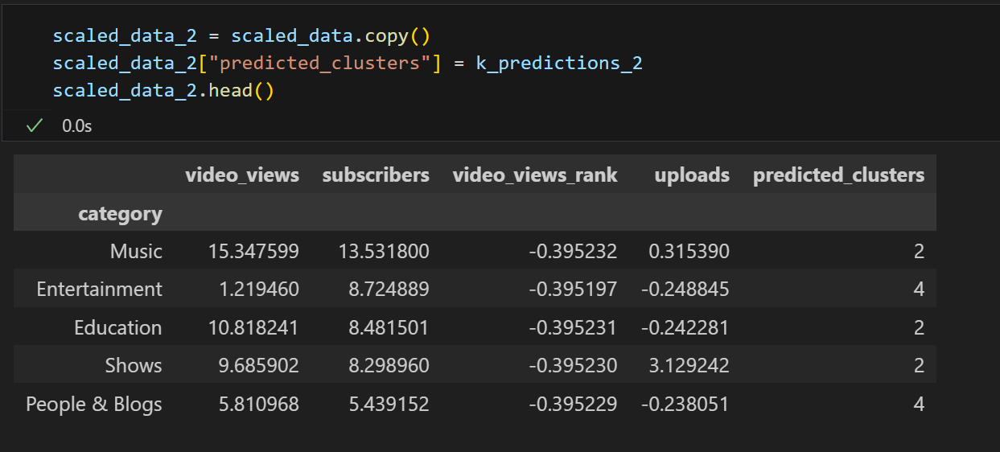 scaled_data_2 = scaled_data.copy()
scaled_data_2["predicted_clusters"] = k_predictions_2
scaled_data_2.head()
0.0s
video_views subscribers video_views_rank uploads predicted_clusters
category
Music 15.347599 13.531800 -0.395232 0.315390 2
Entertainment 1.219460 8.724889 -0.395197 -0.248845 4
Education 10.818241 8.481501 -0.395231 -0.242281 2
Shows 9.685902 8.298960 -0.395230 3.129242 2
People & Blogs 5.810968 5.439152 -0.395229 -0.238051 4